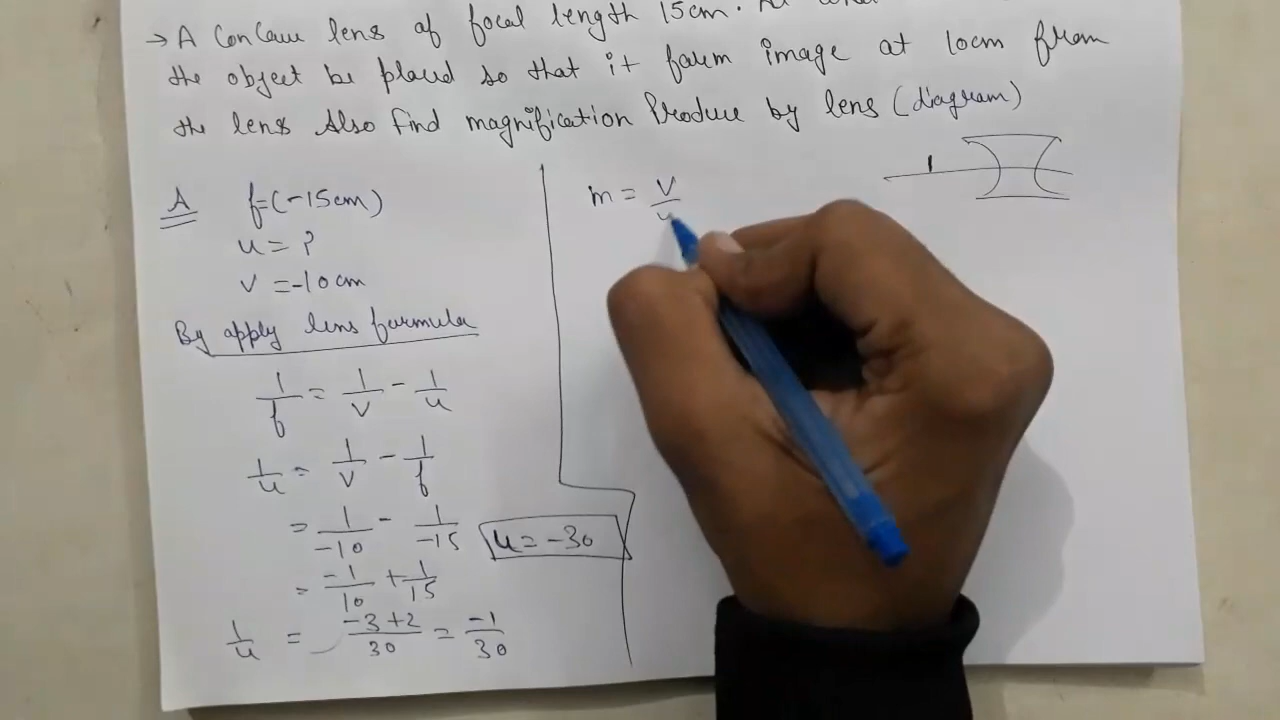 → A Concave lens of focal length 15cm. At
the object be placed so that it form image at 10cm from
the lens Also find magnification Produce by lens (diagram)
A f=(-15cm)
u = ?
v = -10cm
By apply lens formula
1/f = 1/v - 1/u
1/u = 1/v - 1/f
= 1/-10 - 1/-15
= -1/10 + 1/15
1/u = -3+2/30 = -1/30
u = -30
m = v/u